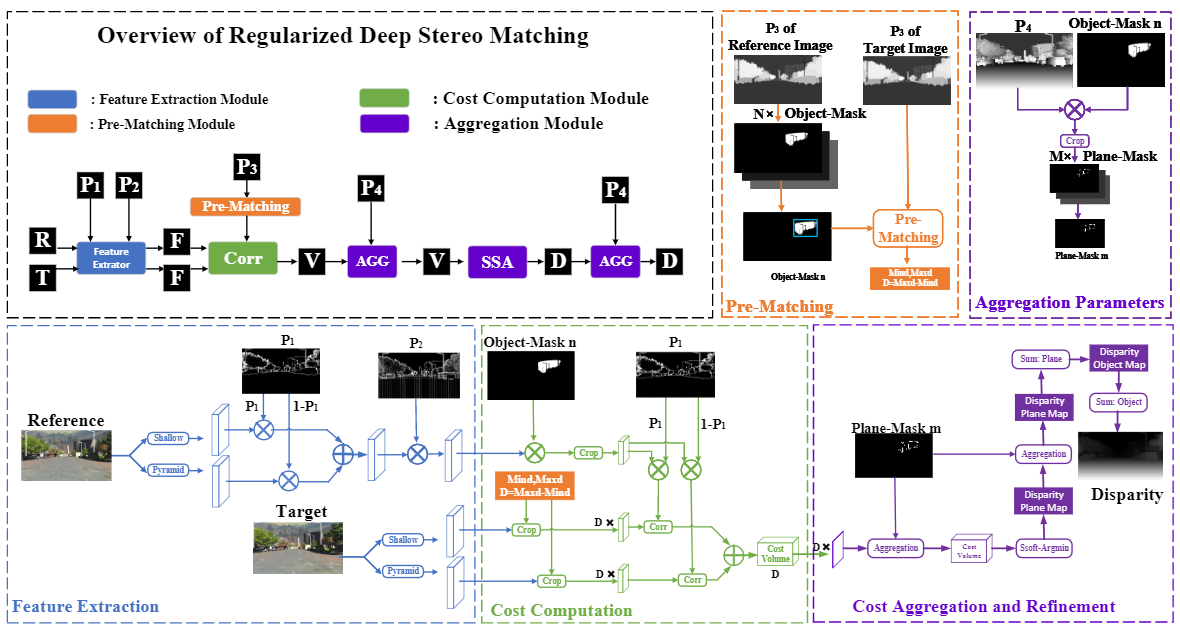 Overview of Regularized Deep Stereo Matching
: Feature Extraction Module
: Pre-Matching Module
: Cost Computation Module
: Aggregation Module
P1
P2
P3
Pre-Matching
P4
P4
R
T
Feature
Extrator
F
F
Corr
V
AGG
V
SSA
D
AGG
D
P3 of
Reference Image
P3 of
Target Image
N× Object-Mask
Pre-
Matching
Object-Mask n
Mind,Maxd
D=Maxd-Mind
Pre-Matching
P4
Object-Mask n
Crop
M× Plane-Mask
Plane-Mask m
Aggregation Parameters
P1
P2
P1
1-P1
Reference
Shallow
Pyramid
Target
Shallow
Pyramid
Feature Extraction
Object-Mask n
P1
P1
1-P1
Crop
Mind,Maxd
D=Maxd-Mind
Crop
D ×
Corr
Crop
D ×
Corr
Cost
Volume
D
Cost Computation
Sum: Plane
Disparity
Object Map
Disparity
Plane Map
Sum: Object
Plane-Mask m
Aggregation
Disparity
Disparity
Plane Map
D ×
Aggregation
Cost
Volume
Ssoft-Argmin
Cost Aggregation and Refinement